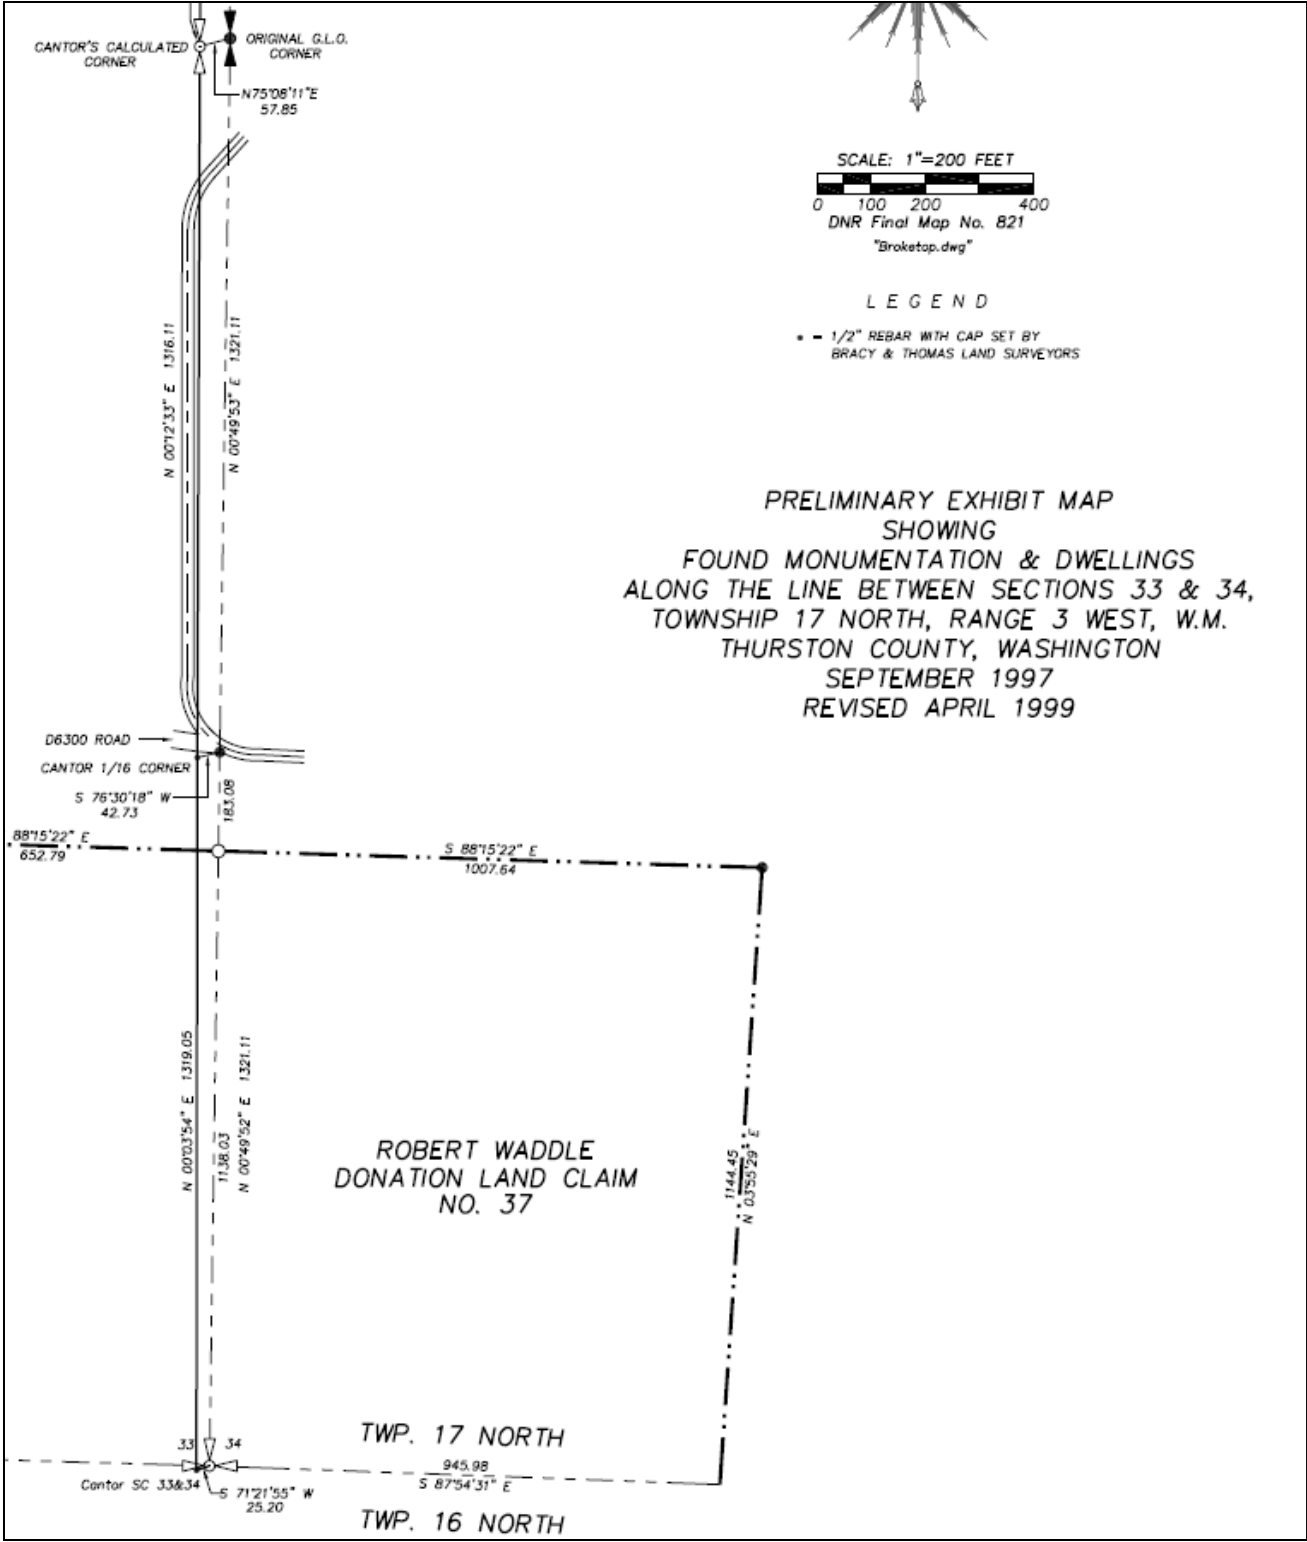 CANTOR'S CALCULATED
CORNER
ORIGINAL G.L.O.
CORNER
N75°08'11"E
57.85
SCALE: 1"=200 FEET
0 100 200 400
DNR Final Map No. 821
"Broketop.dwg"
L E G E N D
• - 1/2" REBAR WITH CAP SET BY
BRACY & THOMAS LAND SURVEYORS
N 00°12'33" E 1316.11
N 00°49'53" E 1321.11
PRELIMINARY EXHIBIT MAP
SHOWING
FOUND MONUMENTATION & DWELLINGS
ALONG THE LINE BETWEEN SECTIONS 33 & 34,
TOWNSHIP 17 NORTH, RANGE 3 WEST, W.M.
THURSTON COUNTY, WASHINGTON
SEPTEMBER 1997
REVISED APRIL 1999
D6300 ROAD
CANTOR 1/16 CORNER
S 76°30'18" W
42.73
183.08
88°15'22" E
652.79
S 88°15'22" E
1007.64
N 00°03'54" E 1319.05
1138.03
N 00°49'52" E 1321.11
ROBERT WADDLE
DONATION LAND CLAIM
NO. 37
1144.45
N 03°55'29" E
33 34
TWP. 17 NORTH
945.98
S 87°54'31" E
Cantor SC 33&34
S 71°21'55" W
25.20
TWP. 16 NORTH